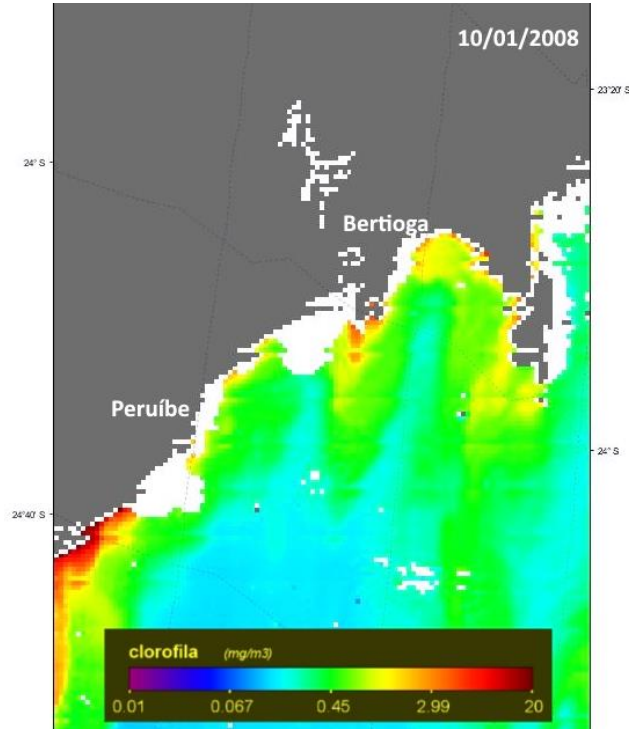 10/01/2008
23°20' S
24° S
Bertioga
Peruíbe
24° S
24°40' S
clorofila (mg/m3)
0.01 0.067 0.45 2.99 20